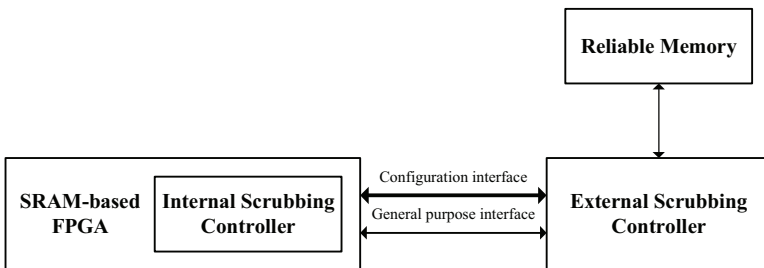 Reliable Memory
SRAM-based
FPGA
Internal Scrubbing
Controller
Configuration interface
General purpose interface
External Scrubbing
Controller